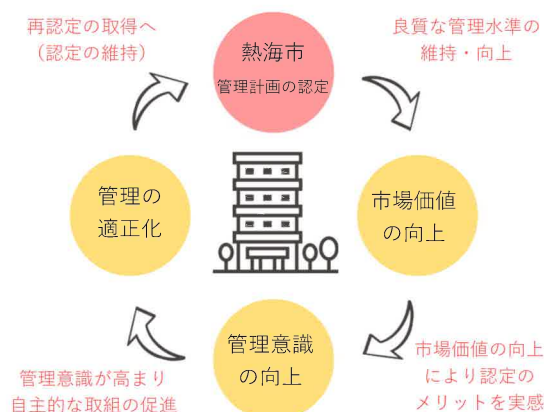 熱海市
管理計画の認定
良質な管理水準の
維持・向上
市場価値
の向上
市場価値の向上
により認定の
メリットを実感
管理意識
の向上
管理意識が高まり
自主的な取組の促進
管理の
適正化
再認定の取得へ
（認定の維持）